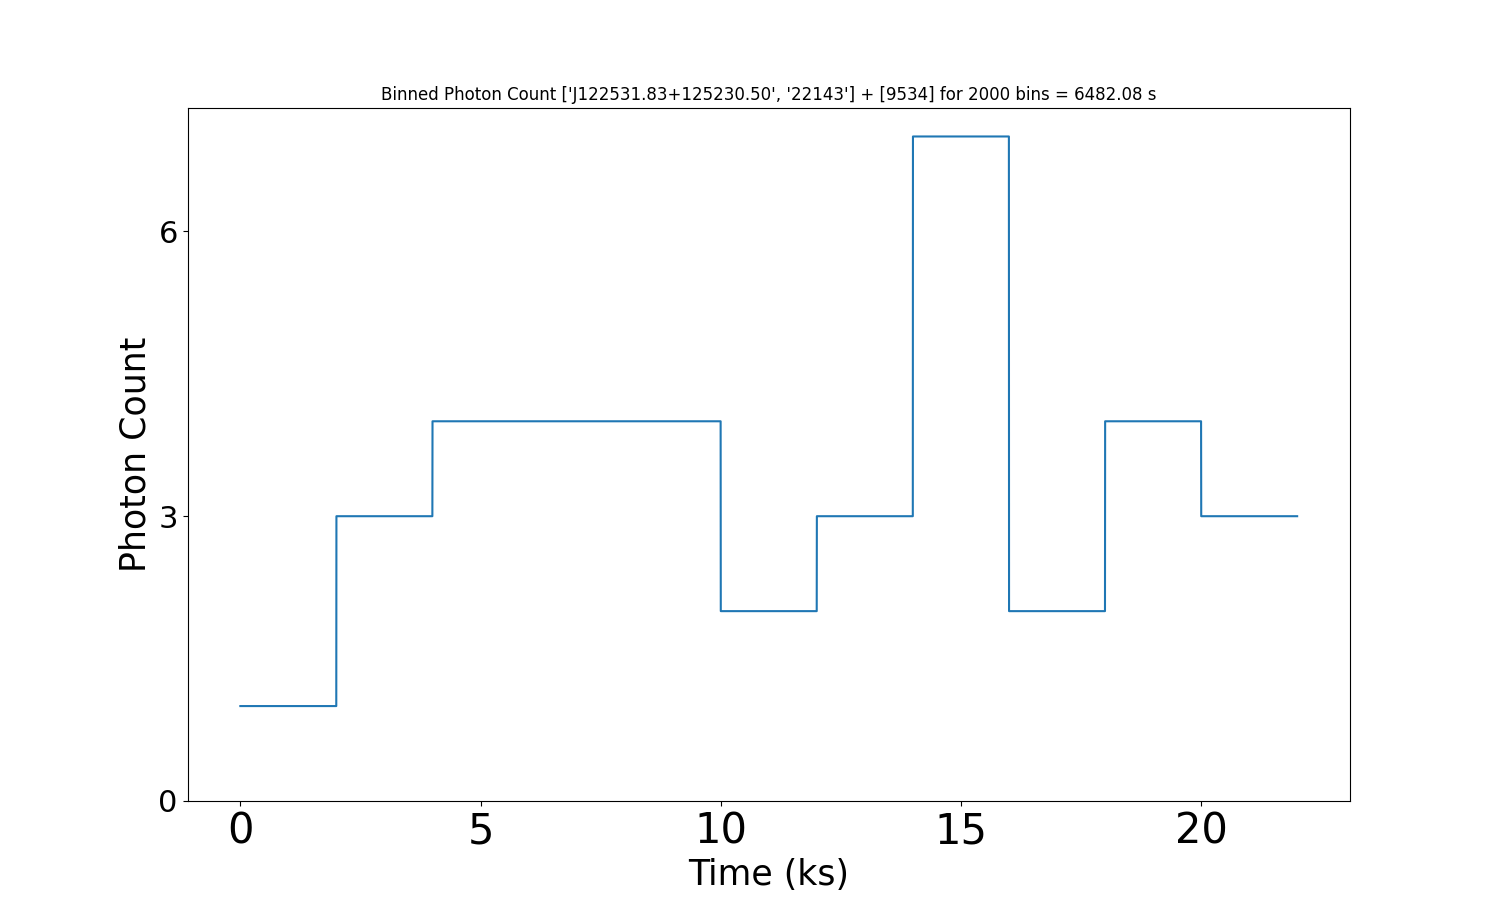 Binned Photon Count ['J122531.83+125230.50', '22143'] + [9534] for 2000 bins = 6482.08 s
6
3
0
Photon Count
0 5 10 15 20
Time (ks)